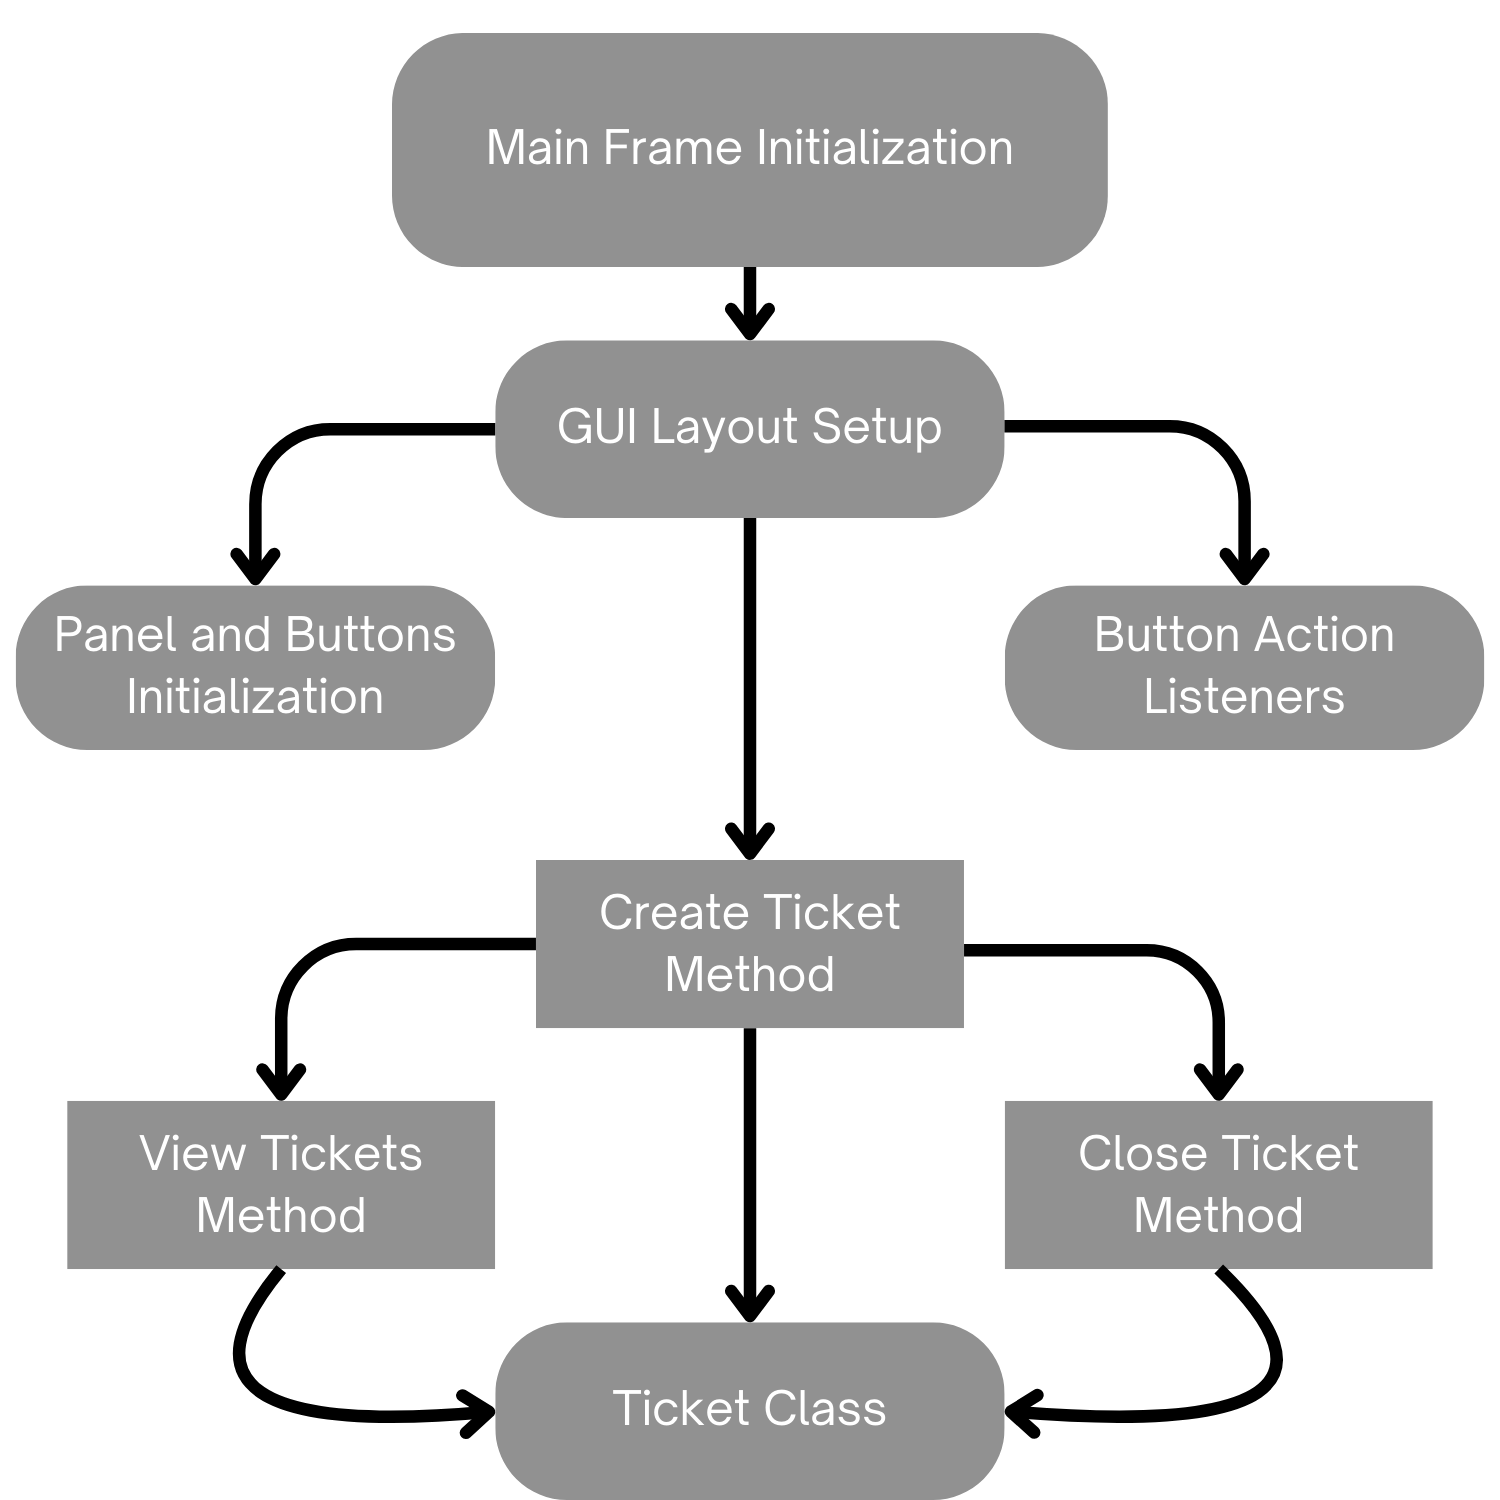 Main Frame Initialization
GUI Layout Setup
Panel and Buttons
Initialization
Button Action
Listeners
Create Ticket
Method
View Tickets
Method
Close Ticket
Method
Ticket Class